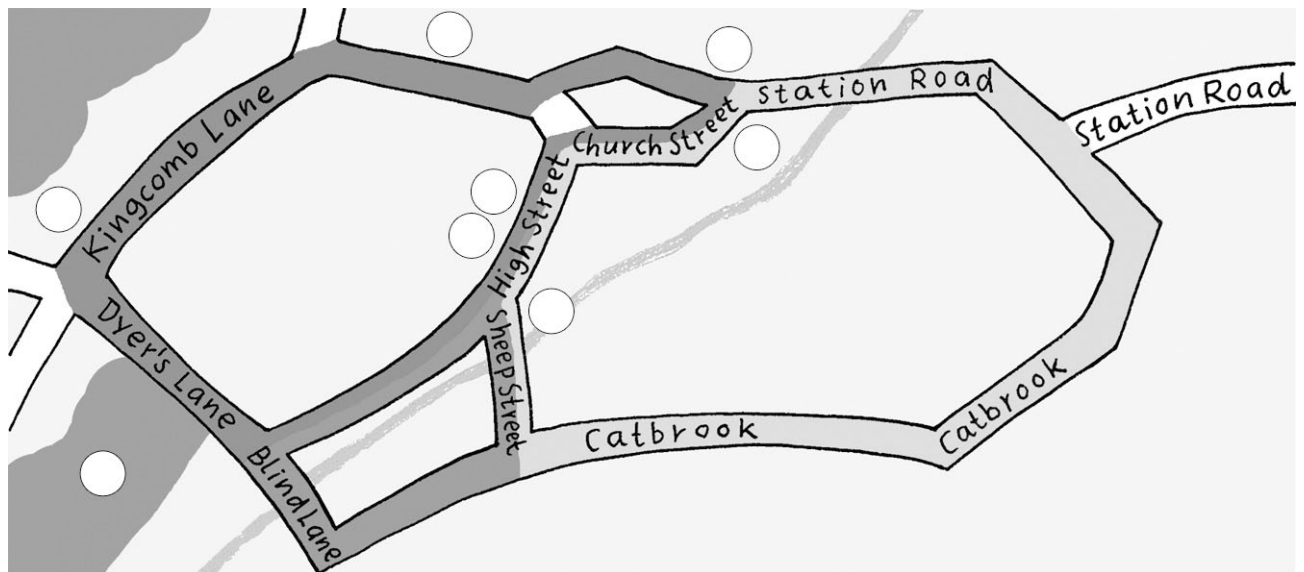 Station Road
Station Road
Kingcomb Lane
Church Street
High Street
Dyer's Lane
Sheep Street
Catbrook
Catbrook
Blind Lane